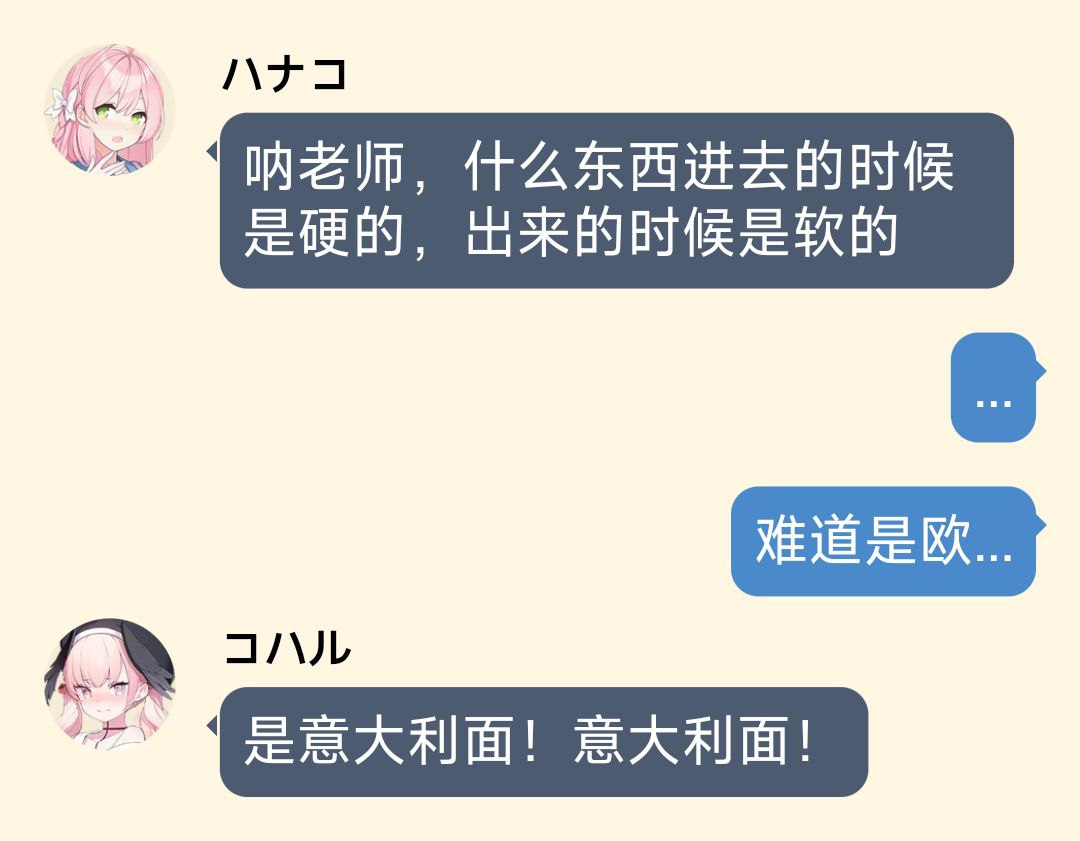 ハナコ
呐老师，什么东西进去的时候
是硬的，出来的时候是软的
...
难道是欧...
コハル
是意大利面！意大利面！